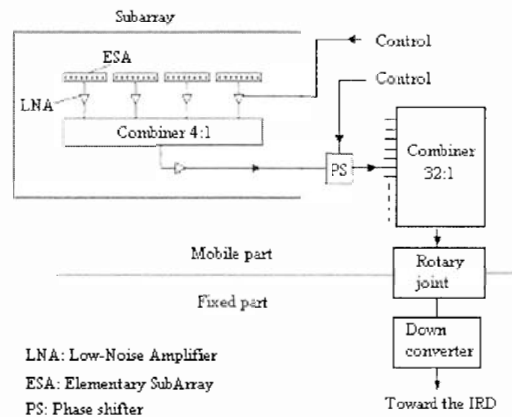 Subarray
ESA
Control
Control
LNA
Combiner 4:1
PS
Combiner
32:1
Mobile part
Rotary
joint
Fixed part
Down
converter
LNA: Low-Noise Amplifier
ESA: Elementary SubArray
PS: Phase shifter
Toward the IRD